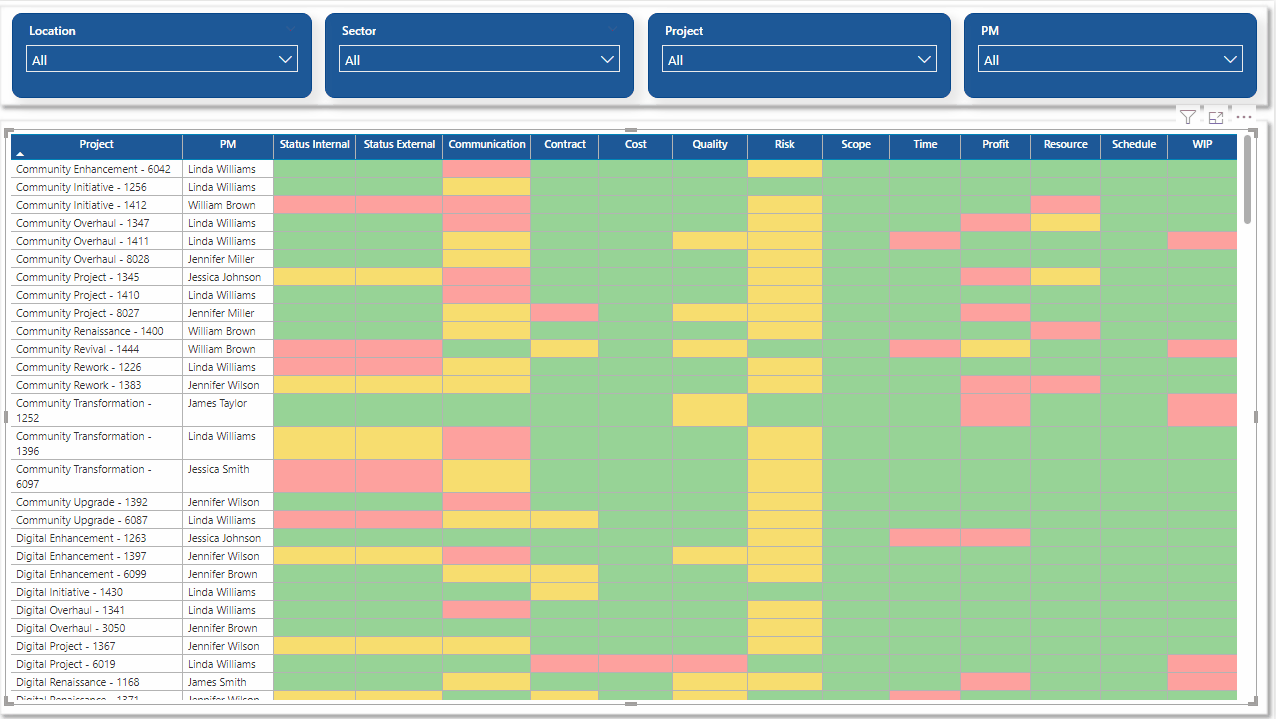 Location Sector Project PM
All All All All
Project PM Status Internal Status External Communication Contract Cost Quality Risk Scope Time Profit Resource Schedule WIP
Community Enhancement - 6042 Linda Williams
Community Initiative - 1256 Linda Williams
Community Initiative - 1412 William Brown
Community Overhaul - 1347 Linda Williams
Community Overhaul - 1411 Linda Williams
Community Overhaul - 8028 Jennifer Miller
Community Project - 1345 Jessica Johnson
Community Project - 1410 Linda Williams
Community Project - 8027 Jennifer Miller
Community Renaissance - 1400 William Brown
Community Revival - 1444 William Brown
Community Rework - 1226 Linda Williams
Community Rework - 1383 Jennifer Wilson
Community Transformation - James Taylor
1252
Community Transformation - Linda Williams
1396
Community Transformation - Jessica Smith
6097
Community Upgrade - 1392 Jennifer Wilson
Community Upgrade - 6087 Linda Williams
Digital Enhancement - 1263 Jessica Johnson
Digital Enhancement - 1397 Jennifer Wilson
Digital Enhancement - 6099 Jennifer Brown
Digital Initiative - 1430 Linda Williams
Digital Overhaul - 1341 Linda Williams
Digital Overhaul - 3050 Jennifer Brown
Digital Project - 1367 Jennifer Wilson
Digital Project - 6019 Linda Williams
Digital Renaissance - 1168 James Smith
Digital Renaissance - 1371 Jennifer Wilson